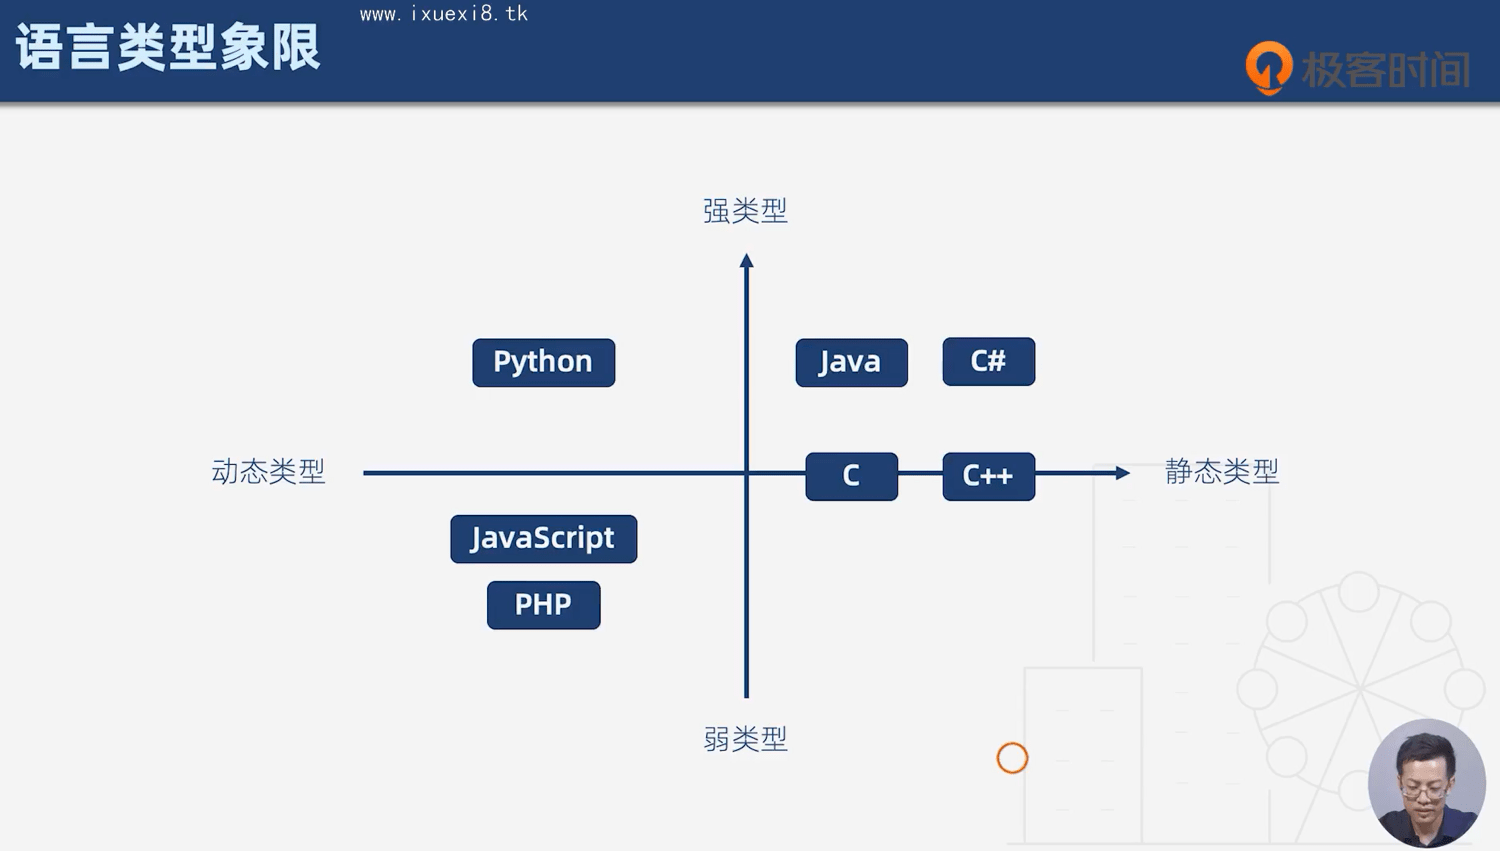 www.ixuexi8.tk
语言类型象限
极客时间
强类型
Python
Java
C#
动态类型
C
C++
静态类型
JavaScript
PHP
弱类型